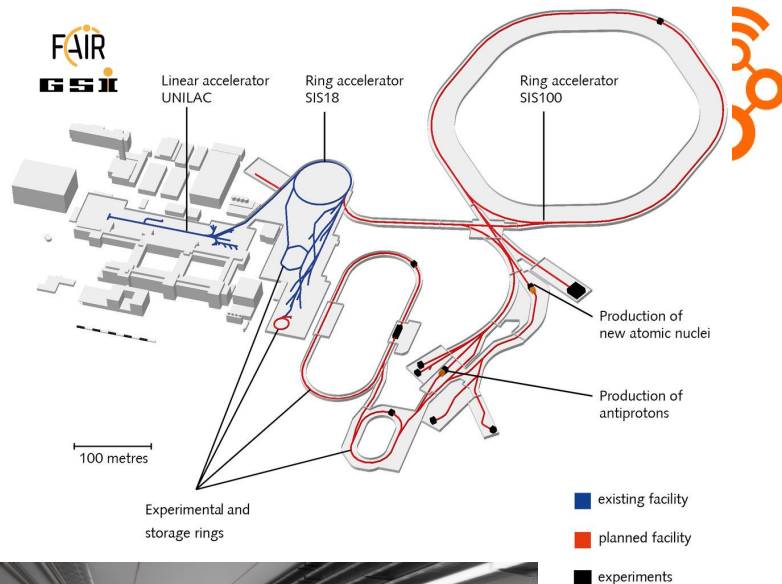 FAIR
GSI
Linear accelerator
UNILAC
Ring accelerator
SIS18
Ring accelerator
SIS100
Production of
new atomic nuclei
Production of
antiprotons
100 metres
Experimental and
storage rings
existing facility
planned facility
experiments